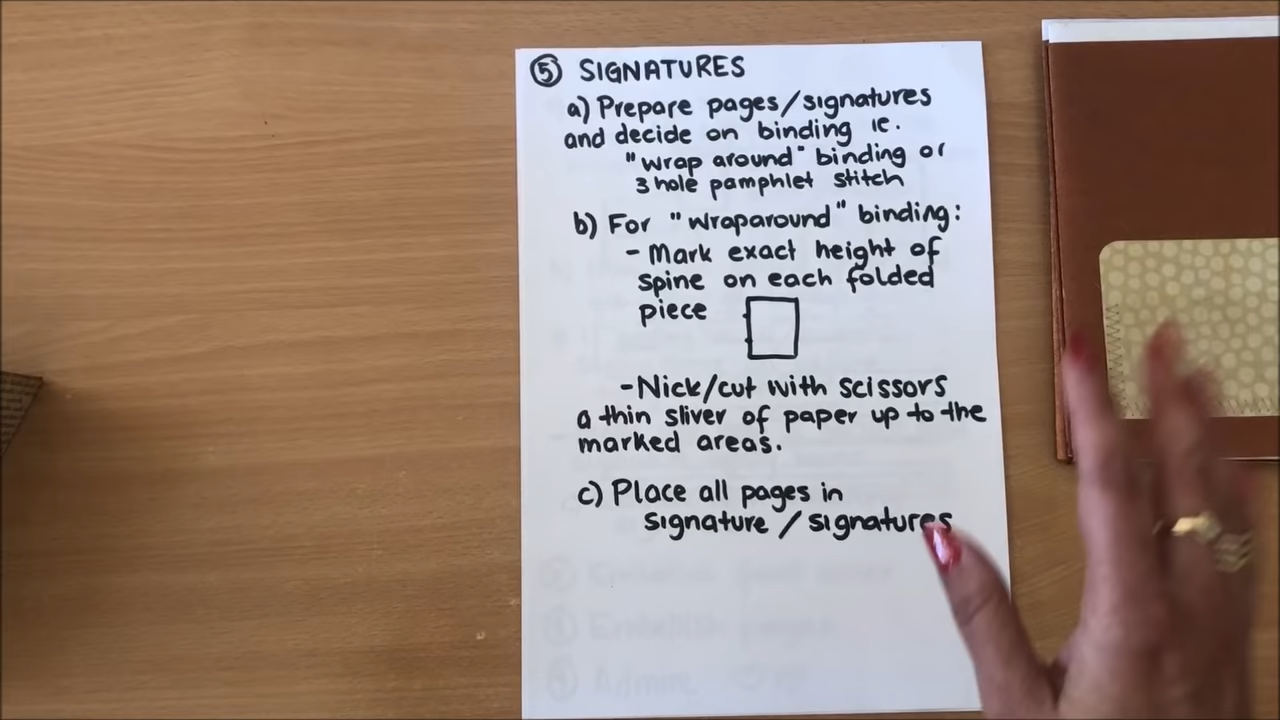 ⑤ SIGNATURES
a) Prepare pages/signatures
and decide on binding ie.
"wrap around" binding or
3 hole pamphlet stitch
b) For "wraparound" binding:
- Mark exact height of
spine on each folded
piece
- Nick/cut with scissors
a thin sliver of paper up to the
marked areas.
c) Place all pages in
signature / signatures